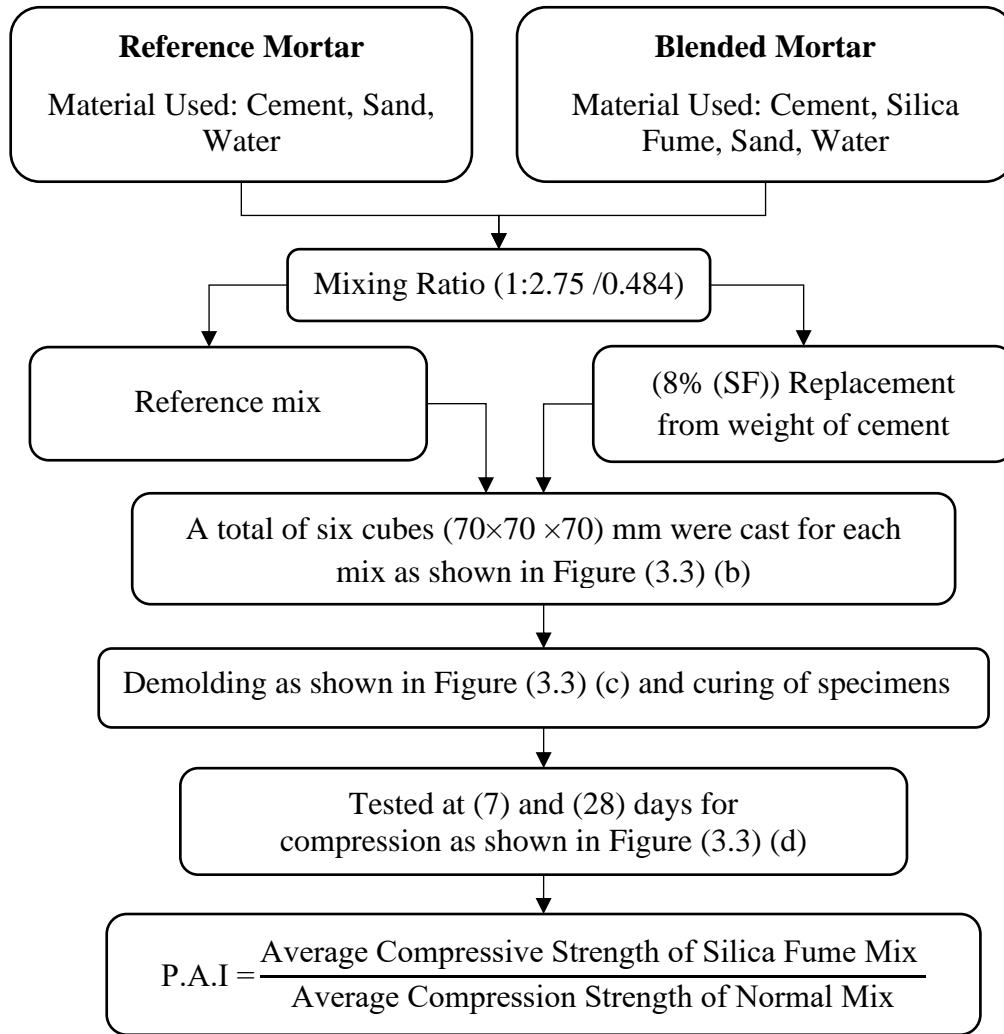 Reference Mortar
Material Used: Cement, Sand,
Water
Blended Mortar
Material Used: Cement, Silica
Fume, Sand, Water
Mixing Ratio (1:2.75 /0.484)
Reference mix
(8% (SF)) Replacement
from weight of cement
A total of six cubes (70×70 ×70) mm were cast for each
mix as shown in Figure (3.3) (b)
Demolding as shown in Figure (3.3) (c) and curing of specimens
Tested at (7) and (28) days for
compression as shown in Figure (3.3) (d)
P.A.I = Average Compressive Strength of Silica Fume Mix
Average Compression Strength of Normal Mix